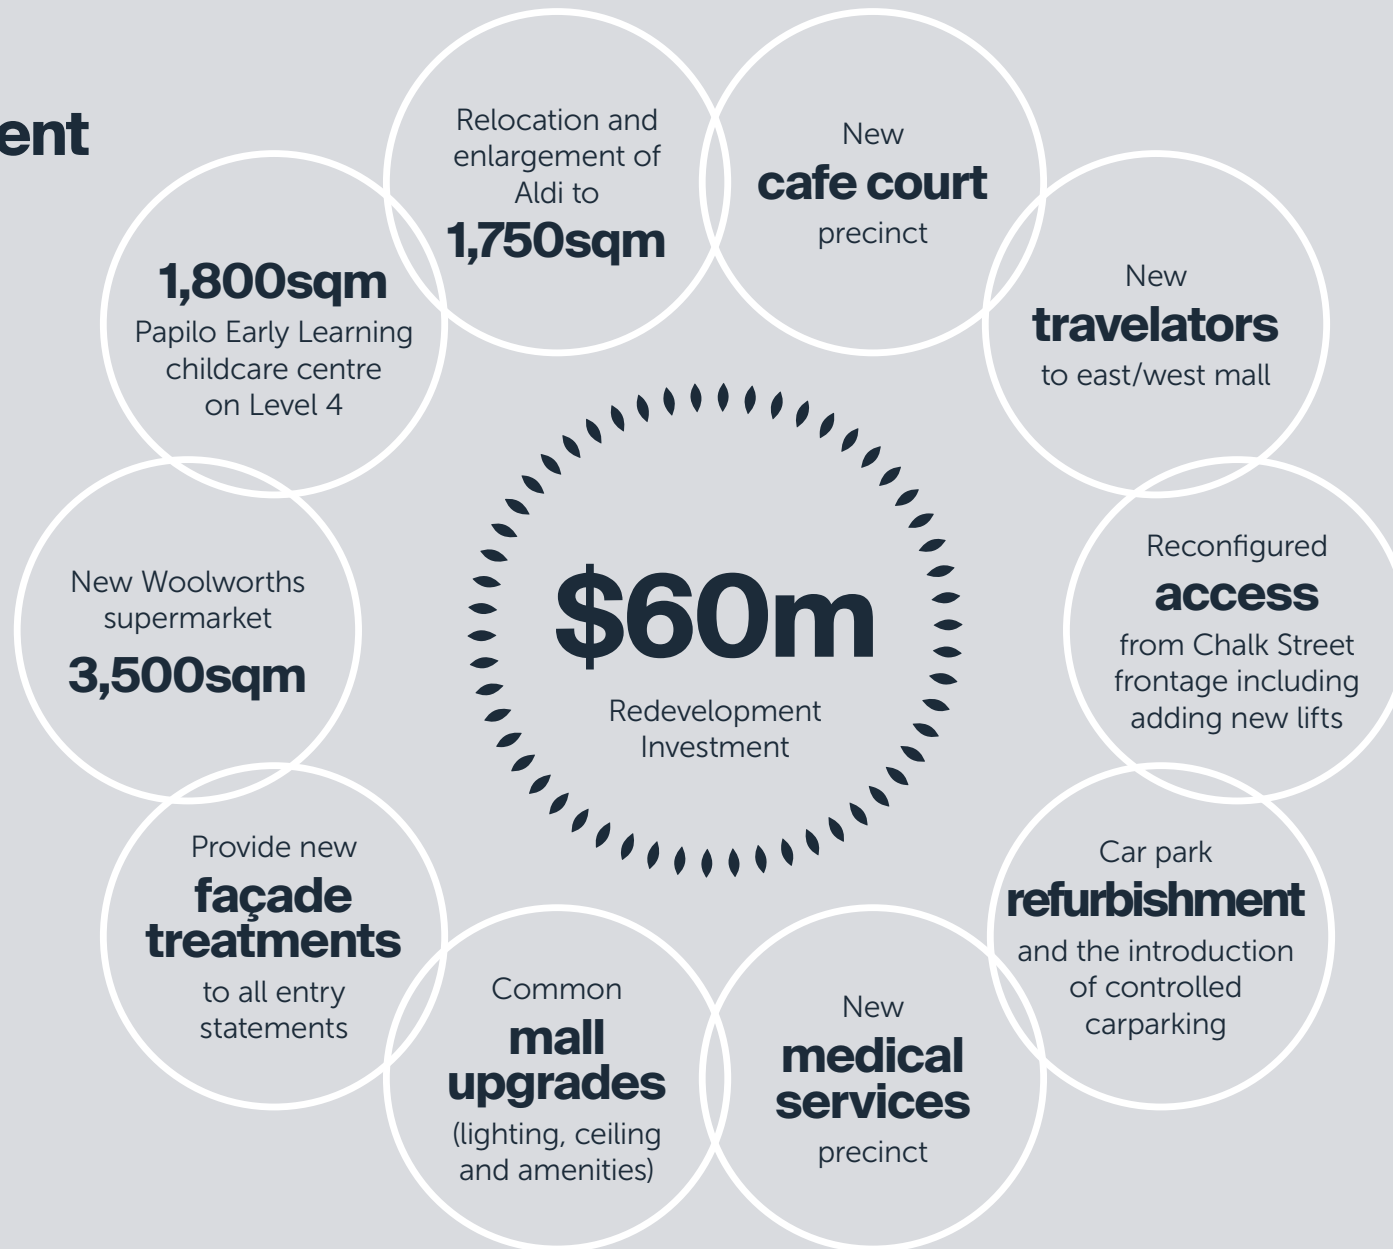 ent
Relocation and
enlargement of
Aldi to
1,750sqm
New
cafe court
precinct
1,800sqm
Papilo Early Learning
childcare centre
on Level 4
New
travelators
to east/west mall
New Woolworths
supermarket
3,500sqm
$60m
Redevelopment
Investment
Reconfigured
access
from Chalk Street
frontage including
adding new lifts
Provide new
façade
treatments
to all entry
statements
Car park
refurbishment
and the introduction
of controlled
carparking
Common
mall
upgrades
(lighting, ceiling
and amenities)
New
medical
services
precinct